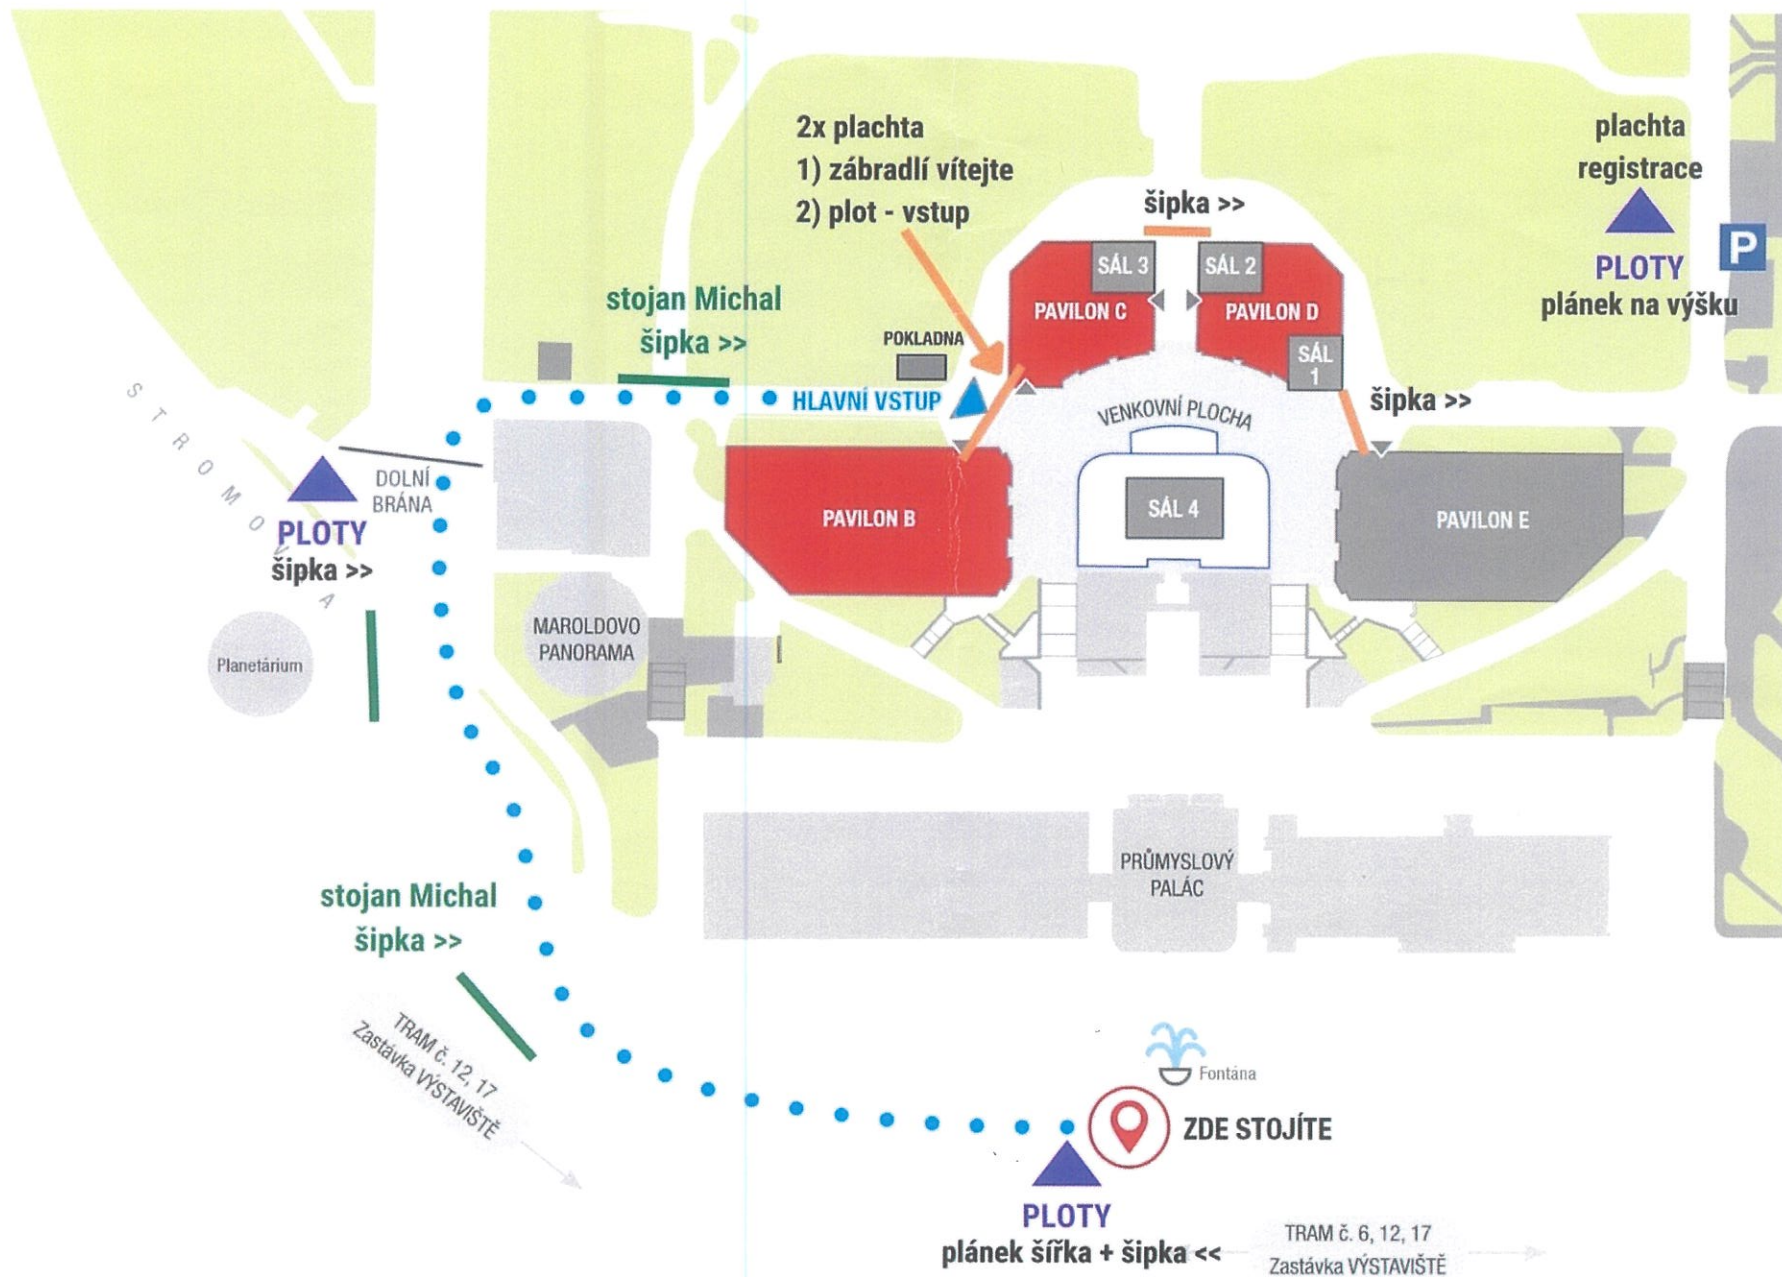 2x plachta
1) zábradlí vítejte
2) plot - vstup
plachta
registrace
PLOTY
plánek na výšku
P
šipka >>
SÁL 3
SÁL 2
PAVILON C
PAVILON D
SÁL
1
stojan Michal
šipka >>
POKLADNA
HLAVNÍ VSTUP
VENKOVNÍ PLOCHA
šipka >>
STROMOVKA
DOLNÍ
BRÁNA
PLOTY
šipka >>
PAVILON B
SÁL 4
PAVILON E
Planetárium
MAROLDOVO
PANORAMA
PRŮMYSLOVÝ
PALÁC
stojan Michal
šipka >>
TRAM č. 12, 17
Zastávka VÝSTAVIŠTĚ
Fontána
ZDE STOJÍTE
PLOTY
plánek šířka + šipka <<
TRAM č. 6, 12, 17
Zastávka VÝSTAVIŠTĚ